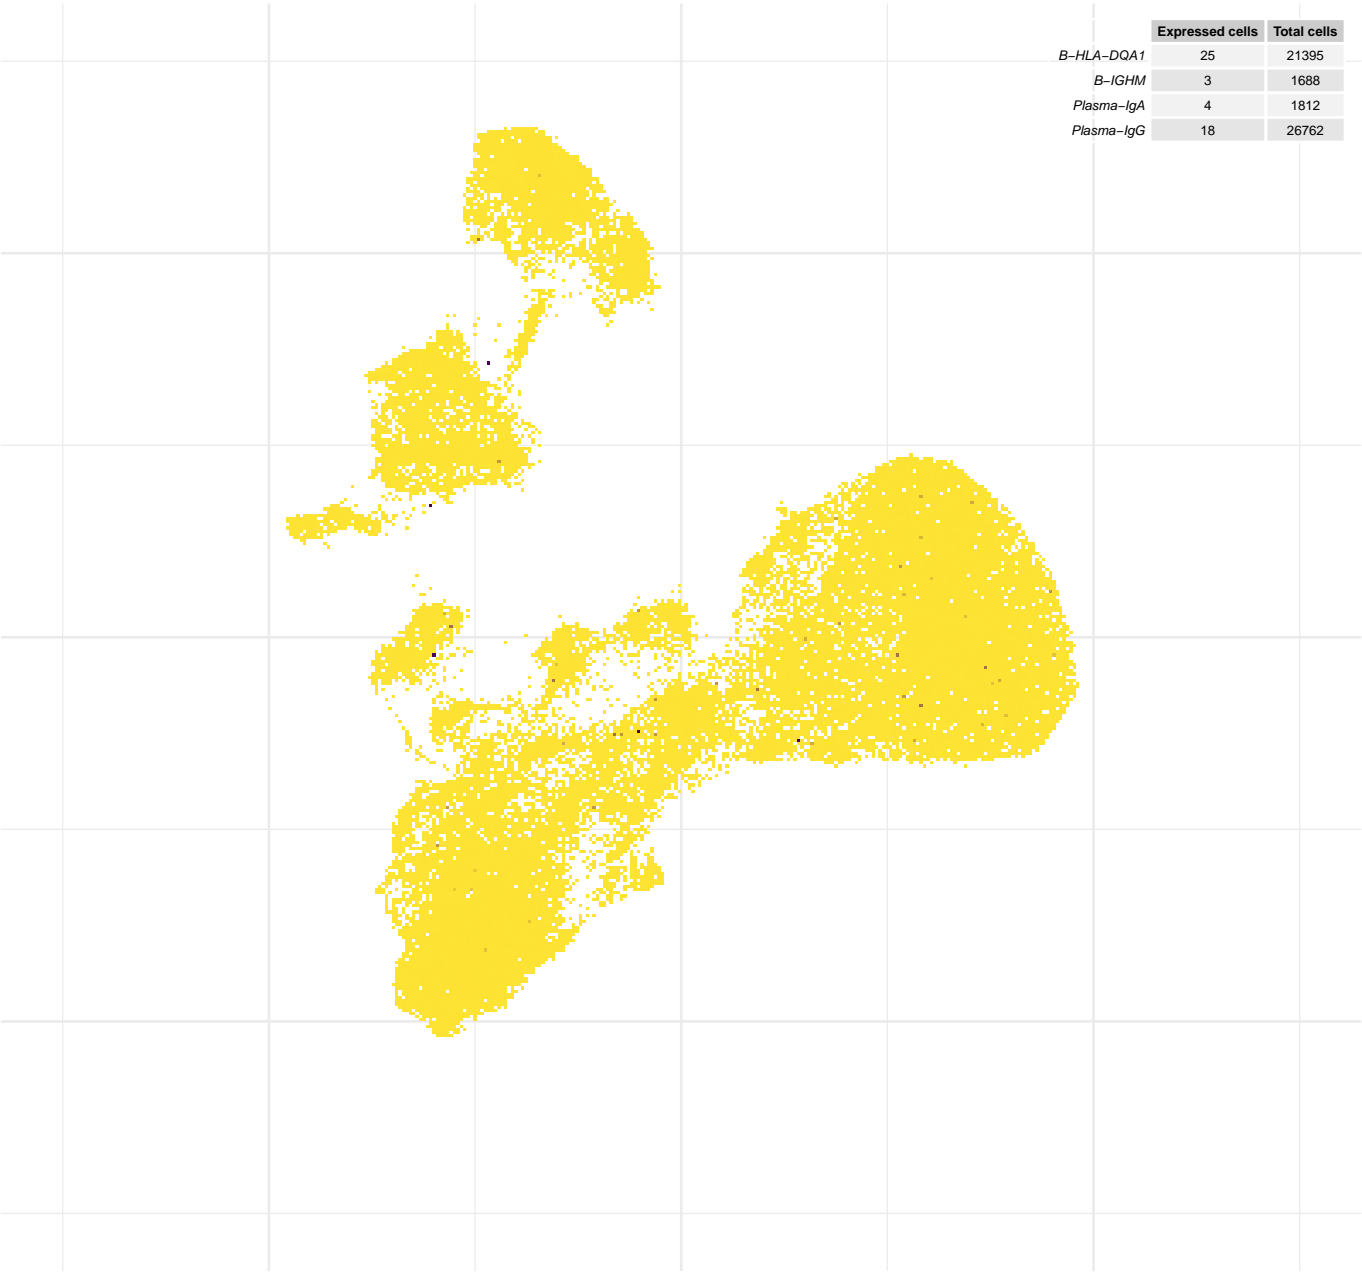 Expressed cells Total cells
B−HLA−DQA1 25 21395
B−IGHM 3 1688
Plasma−IgA 4 1812
Plasma−IgG 18 26762